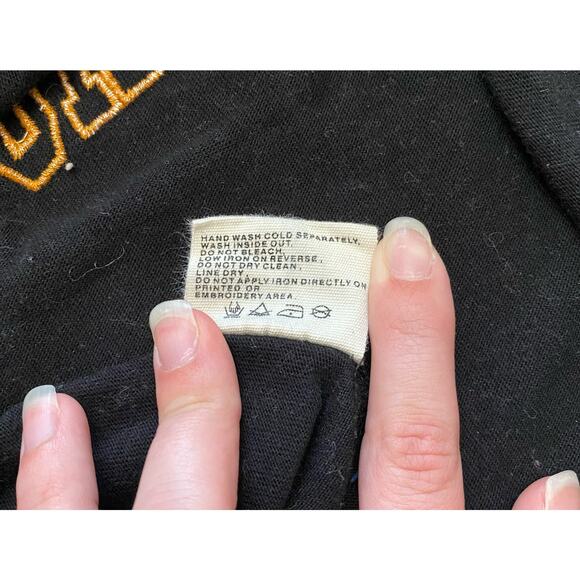 HAND WASH COLD SEPARATELY,
WASH INSIDE OUT,
DO NOT BLEACH,
LOW IRON ON REVERSE,
DO NOT DRY CLEAN,
LINE DRY,
DO NOT APPLY IRON DIRECTLY ON
PRINTED OR
EMBROIDERY AREA